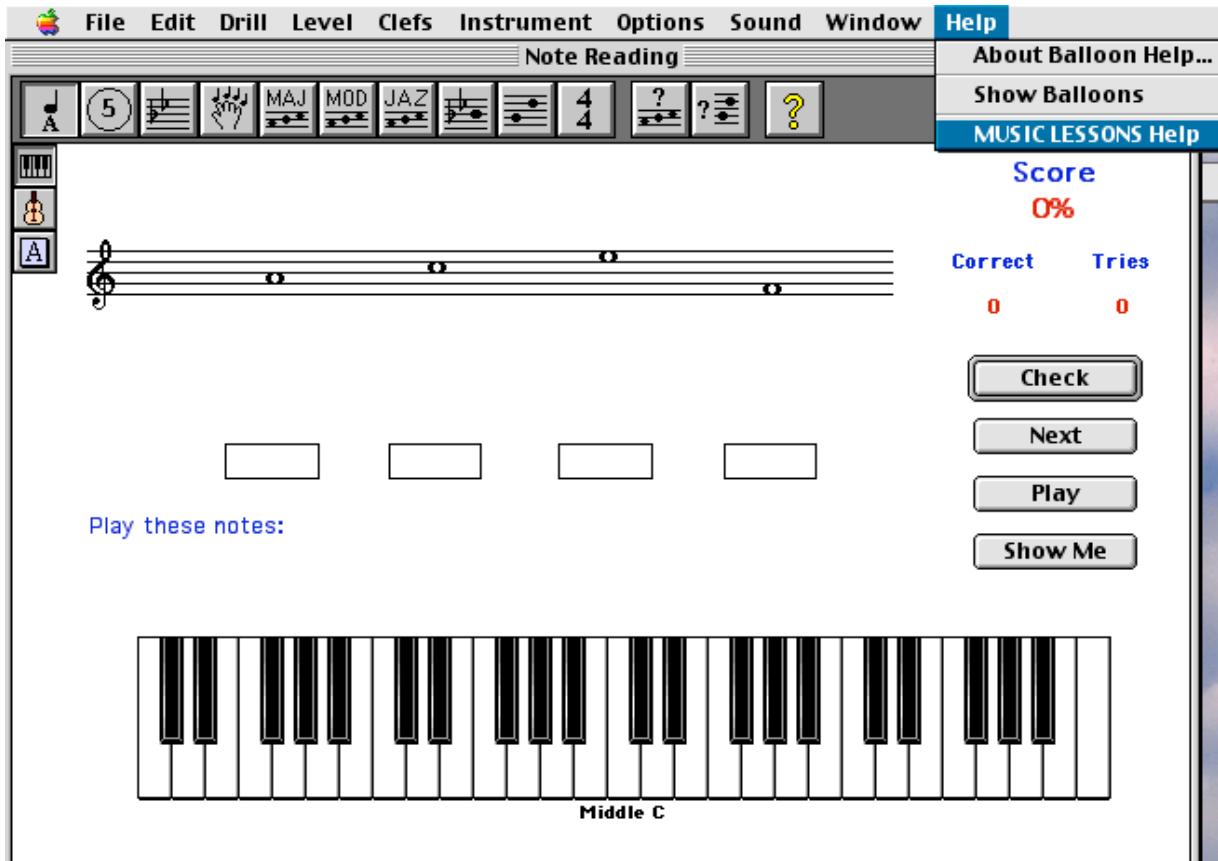 File Edit Drill Level Clefs Instrument Options Sound Window Help
Note Reading
About Balloon Help...
Show Balloons
MUSIC LESSONS Help
A 5 MAJ MOD JAZ 4 4 ? ? ?
A
Score
0%
Correct Tries
0 0
Check
Next
Play
Show Me
Play these notes:
Middle C